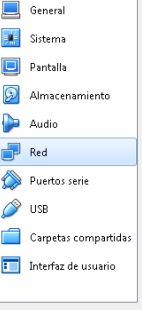 General
Sistema
Pantalla
Almacenamiento
Audio
Red
Puertos serie
USB
Carpetas compartidas
Interfaz de usuario